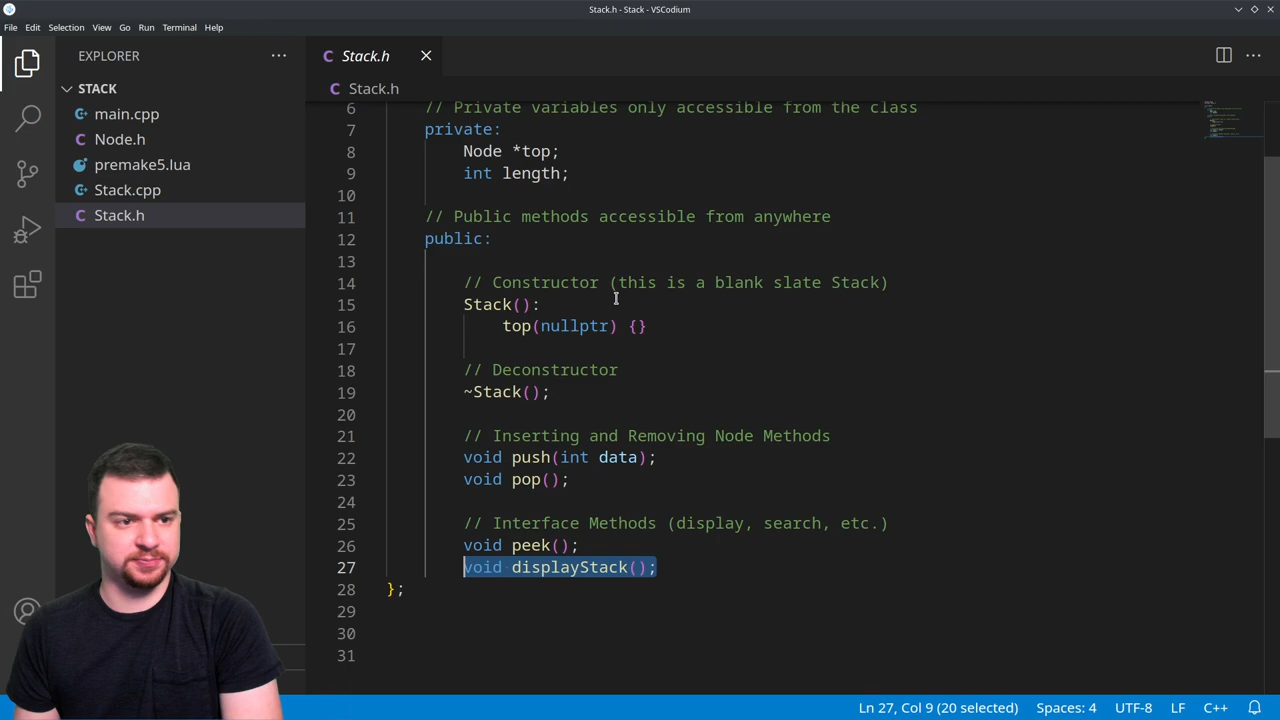 Stack.h - Stack - VSCodium
File Edit Selection View Go Run Terminal Help
EXPLORER
STACK
main.cpp
Node.h
premake5.lua
Stack.cpp
Stack.h
C Stack.h
C Stack.h
6 // Private variables only accessible from the class
7 private:
8 Node *top;
9 int length;
10
11 // Public methods accessible from anywhere
12 public:
13
14 // Constructor (this is a blank slate Stack)
15 Stack():
16 top(nullptr) {}
17
18 // Deconstructor
19 ~Stack();
20
21 // Inserting and Removing Node Methods
22 void push(int data);
23 void pop();
24
25 // Interface Methods (display, search, etc.)
26 void peek();
27 void displayStack();
28 };
29
30
31
Ln 27, Col 9 (20 selected) Spaces: 4 UTF-8 LF C++